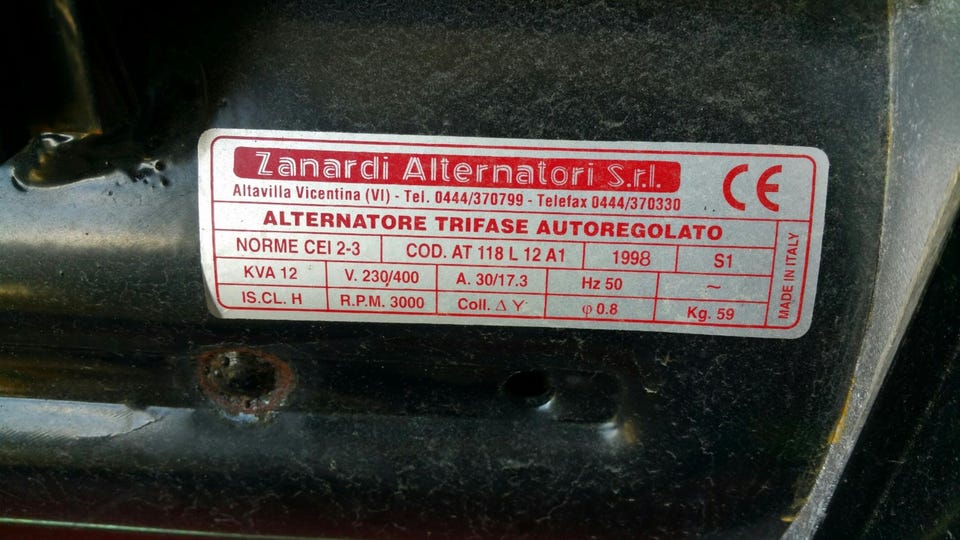 Zanardi Alternatori S.r.l.
CE
Altavilla Vicentina (VI) - Tel. 0444/370799 - Telefax 0444/370330
ALTERNATORE TRIFASE AUTOREGOLATO
NORME CEI 2-3 COD. AT 118 L 12 A1 1998 S1
KVA 12 V. 230/400 A. 30/17.3 Hz 50 ~
IS.CL. H R.P.M. 3000 Coll. Δ Y φ 0.8 Kg. 59
MADE IN ITALY